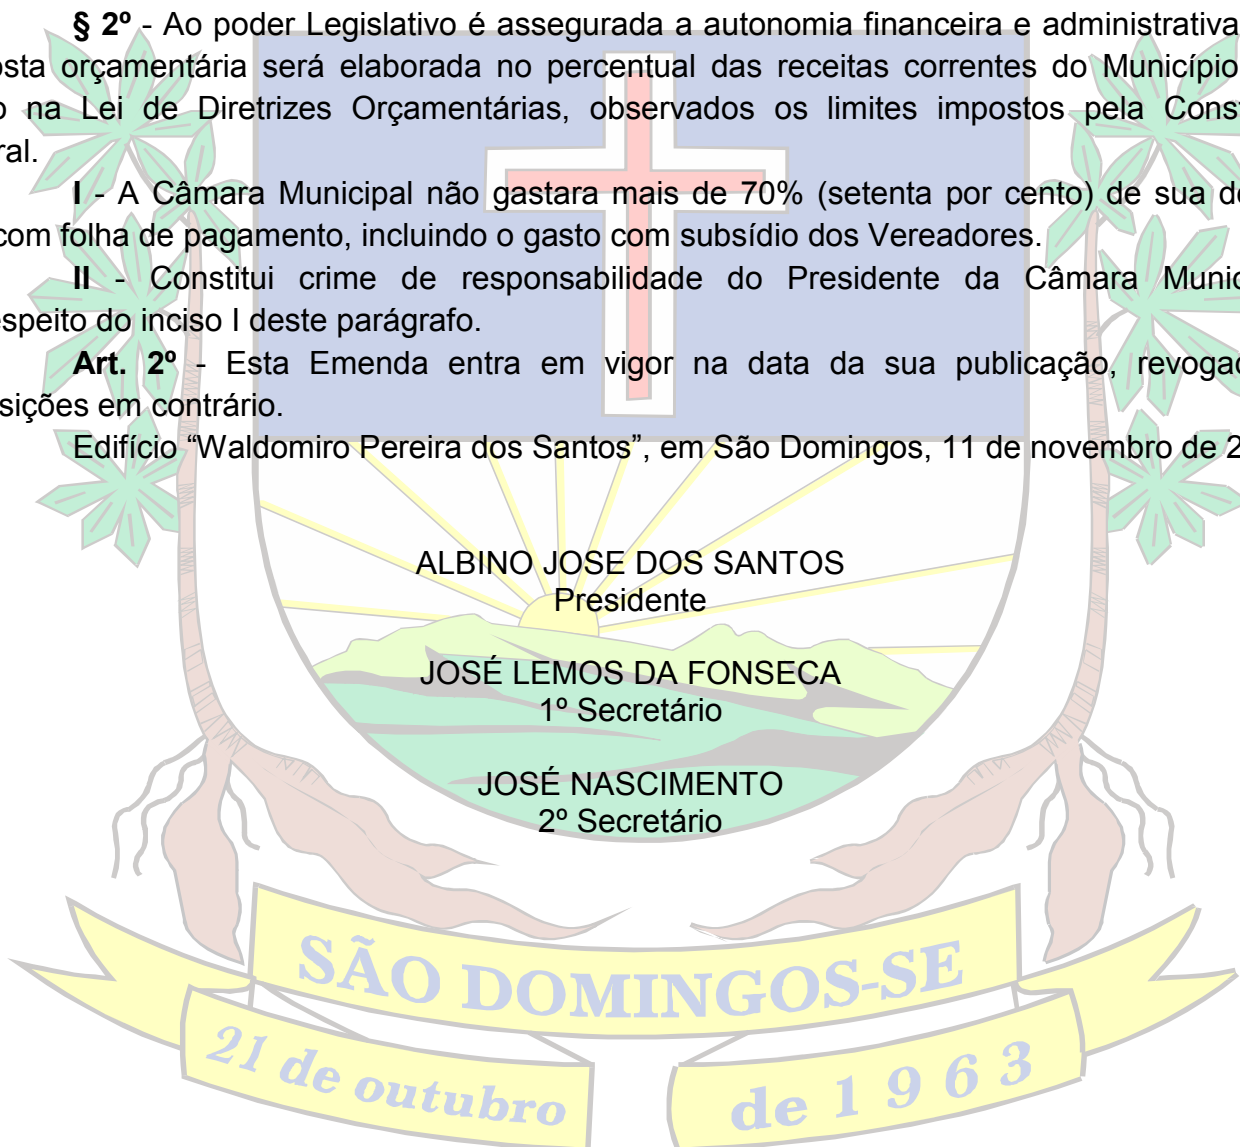 § 2º - Ao poder Legislativo é assegurada a autonomia financeira e administrativa
osta orçamentária será elaborada no percentual das receitas correntes do Município
o na Lei de Diretrizes Orçamentárias, observados os limites impostos pela Const
ral.
I - A Câmara Municipal não gastara mais de 70% (setenta por cento) de sua do
com folha de pagamento, incluindo o gasto com subsídio dos Vereadores.
II - Constitui crime de responsabilidade do Presidente da Câmara Munic
espeito do inciso I deste parágrafo.
Art. 2º - Esta Emenda entra em vigor na data da sua publicação, revogad
sições em contrário.
Edifício “Waldomiro Pereira dos Santos”, em São Domingos, 11 de novembro de 2
ALBINO JOSE DOS SANTOS
Presidente
JOSÉ LEMOS DA FONSECA
1º Secretário
JOSÉ NASCIMENTO
2º Secretário
SÃO DOMINGOS-SE
21 de outubro de 1963